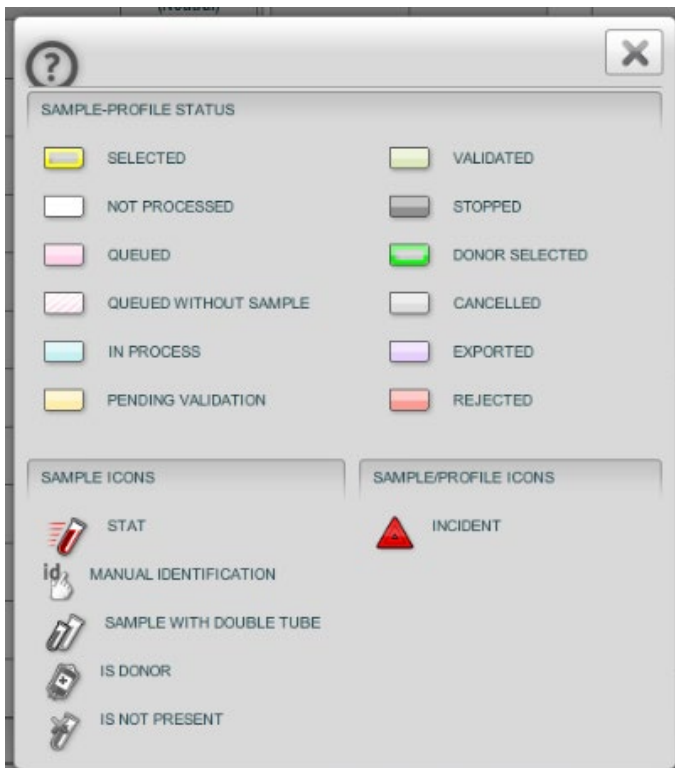 (Neutral)
?
SAMPLE-PROFILE STATUS
SELECTED
VALIDATED
NOT PROCESSED
STOPPED
QUEUED
DONOR SELECTED
QUEUED WITHOUT SAMPLE
CANCELLED
IN PROCESS
EXPORTED
PENDING VALIDATION
REJECTED
SAMPLE ICONS
SAMPLE/PROFILE ICONS
STAT
INCIDENT
id
MANUAL IDENTIFICATION
SAMPLE WITH DOUBLE TUBE
IS DONOR
IS NOT PRESENT